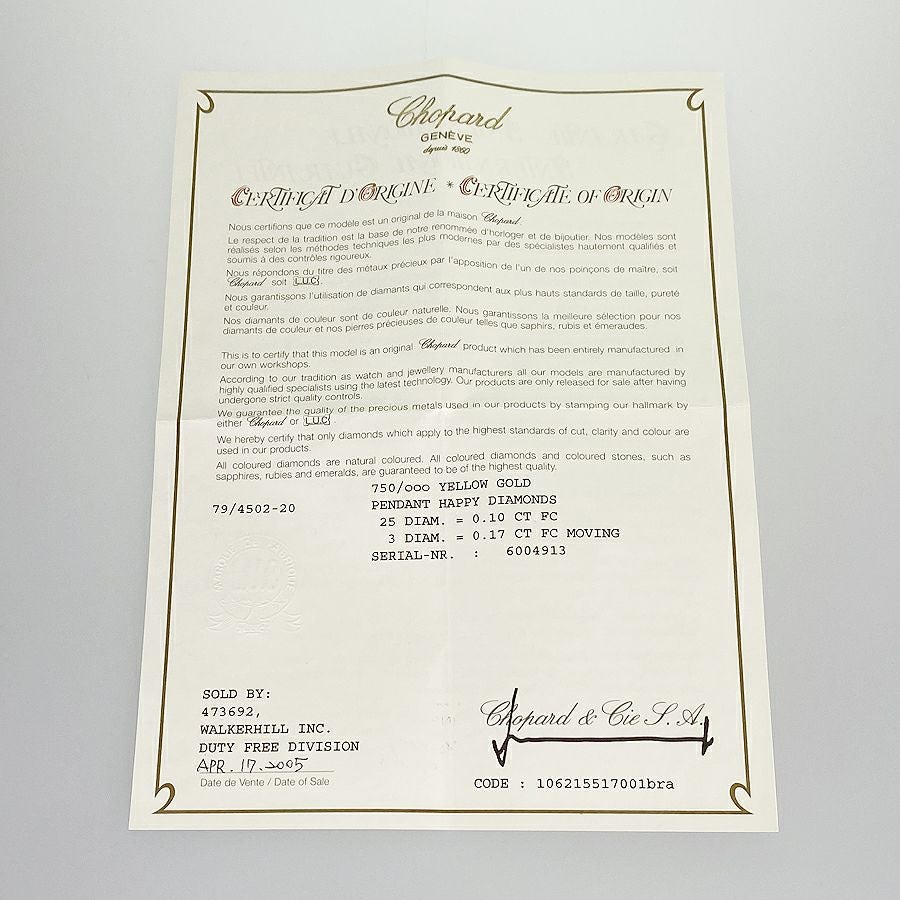 Chopard
GENÈVE
depuis 1860
CERTIFICAT D'ORIGINE * CERTIFICATE OF ORIGIN
Nous certifions que ce modèle est un original de la maison Chopard.
Le respect de la tradition est la base de notre renommée d'horloger et de bijoutier. Nos modèles sont
réalisés selon les méthodes techniques les plus modernes par des spécialistes hautement qualifiés et
soumis à des contrôles rigoureux.
Nous répondons du titre des métaux précieux par l'apposition de l'un de nos poinçons de maître, soit
Chopard soit L.U.C.
Nous garantissons l'utilisation de diamants qui correspondent aux plus hauts standards de taille, pureté
et couleur.
Nos diamants de couleur sont de couleur naturelle. Nous garantissons la meilleure sélection pour nos
diamants de couleur et nos pierres précieuses de couleur telles que saphirs, rubis et émeraudes.
This is to certify that this model is an original Chopard product which has been entirely manufactured in
our own workshops.
According to our tradition as watch and jewellery manufacturers all our models are manufactured by
highly qualified specialists using the latest technology. Our products are only released for sale after having
undergone strict quality controls.
We guarantee the quality of the precious metals used in our products by stamping our hallmark by
either Chopard or L.U.C
We hereby certify that only diamonds which apply to the highest standards of cut, clarity and colour are
used in our products.
All coloured diamonds are natural coloured. All coloured diamonds and coloured stones, such as
sapphires, rubies and emeralds, are guaranteed to be of the highest quality.
750/ooo YELLOW GOLD
79/4502-20 PENDANT HAPPY DIAMONDS
25 DIAM. = 0.10 CT FC
3 DIAM. = 0.17 CT FC MOVING
SERIAL-NR. : 6004913
SOLD BY:
473692,
WALKERHILL INC.
DUTY FREE DIVISION
APR. 17. 2005
Date de Vente / Date of Sale
Chopard & Cie S.A.
CODE : 106215517001bra